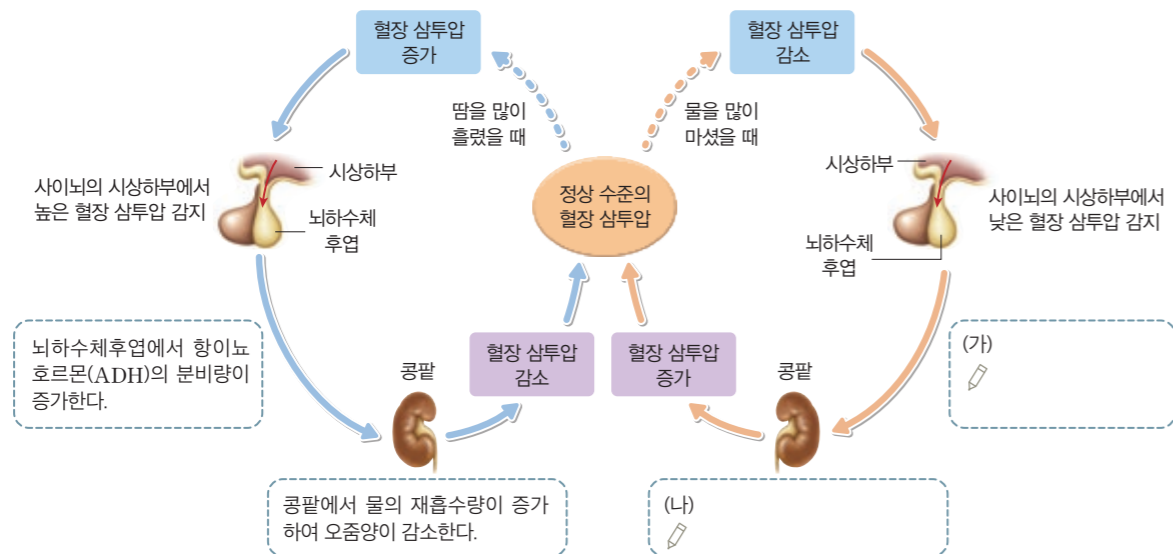 혈장 삼투압
증가
혈장 삼투압
감소
땀을 많이
흘렸을 때
물을 많이
마셨을 때
시상하부
사이뇌의 시상하부에서
높은 혈장 삼투압 감지
뇌하수체
후엽
정상 수준의
혈장 삼투압
시상하부
사이뇌의 시상하부에서
낮은 혈장 삼투압 감지
뇌하수체
후엽
뇌하수체후엽에서 항이뇨
호르몬(ADH)의 분비량이
증가한다.
콩팥
혈장 삼투압
감소
혈장 삼투압
증가
콩팥
(가)
콩팥에서 물의 재흡수량이 증가
하여 오줌양이 감소한다.
(나)